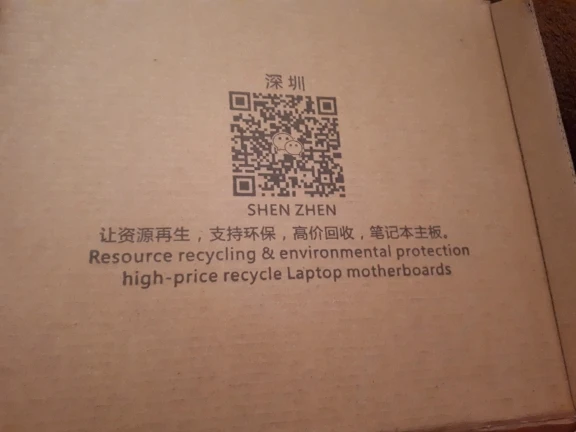 深圳
SHEN ZHEN
让资源再生，支持环保，高价回收，笔记本主板。
Resource recycling & environmental protection
high-price recycle Laptop motherboards